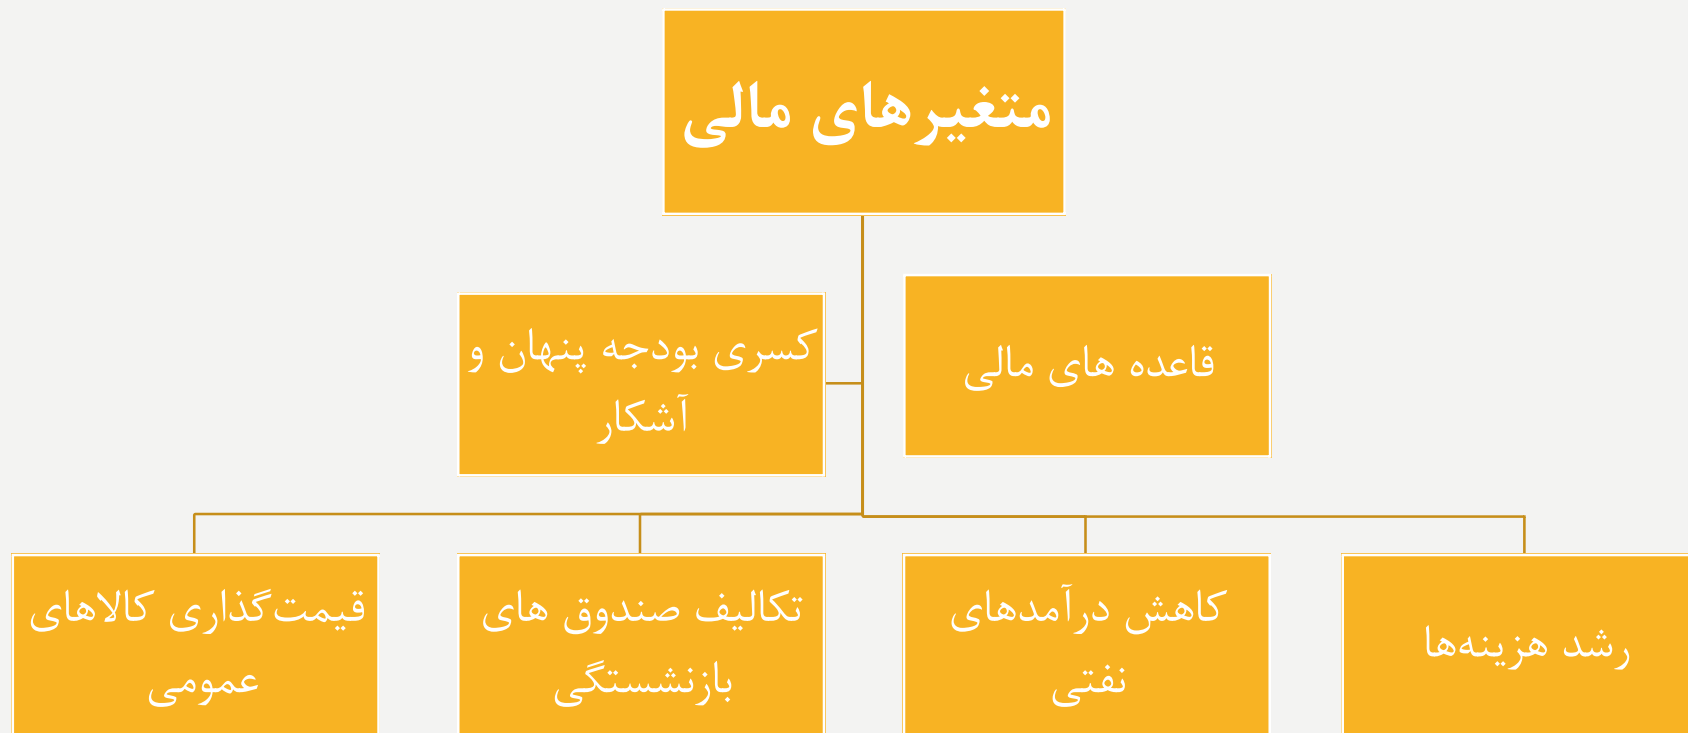 متغیرهای مالی
قاعده های مالی
کسری بودجه پنهان و
آشکار
رشد هزینه‌ها
کاهش درآمدهای
نفتی
تکالیف صندوق های
بازنشستگی
قیمت‌گذاری کالاهای
عمومی